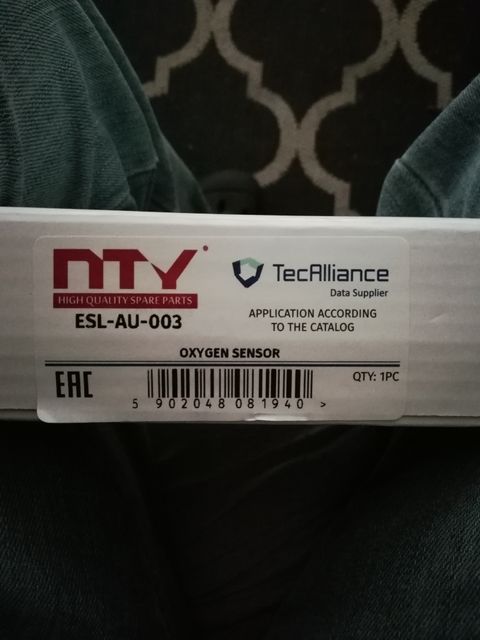 NTY
HIGH QUALITY SPARE PARTS
ESL-AU-003
TecAlliance
Data Supplier
APPLICATION ACCORDING
TO THE CATALOG
OXYGEN SENSOR
EAC
QTY: 1PC
5 902048 081940 >